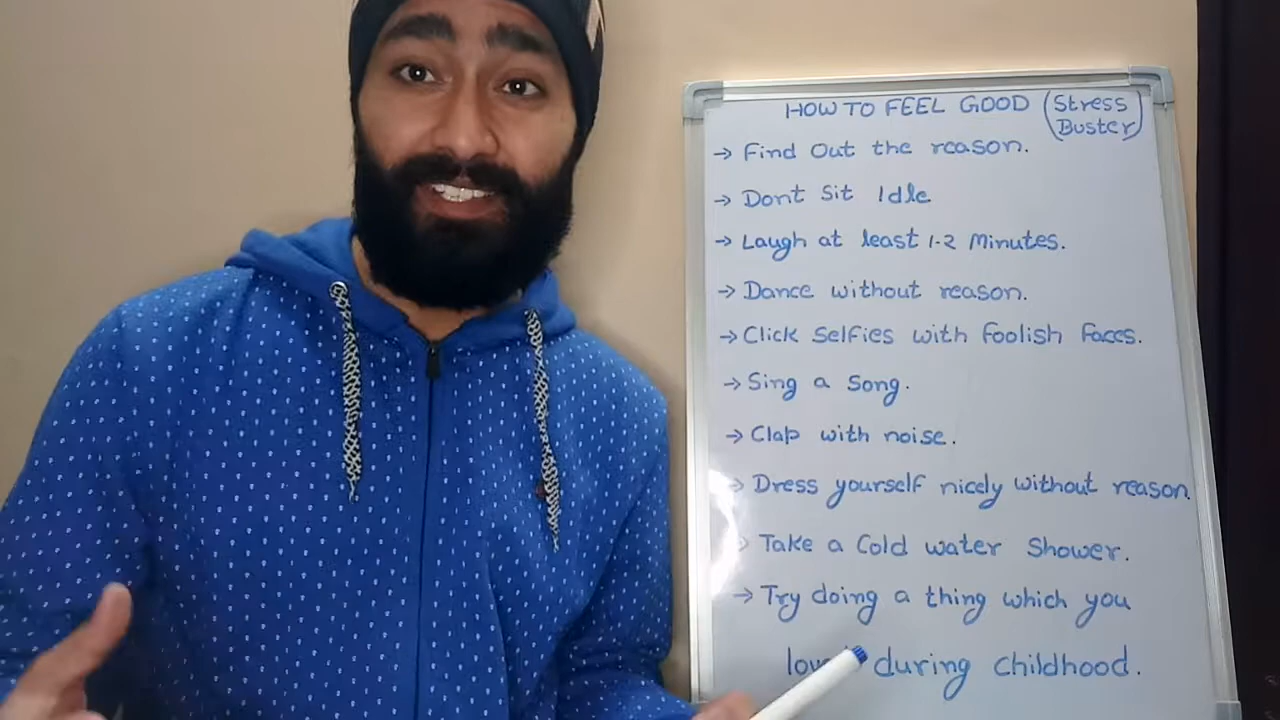 HOW TO FEEL GOOD (Stress Buster)
→ Find Out the reason.
→ Dont Sit Idle
→ Laugh at least 1-2 Minutes.
→ Dance without reason.
→ Click Selfies with foolish faces.
→ Sing a Song.
→ Clap with noise.
→ Dress yourself nicely without reason.
→ Take a Cold water Shower.
→ Try doing a thing which you
during childhood.